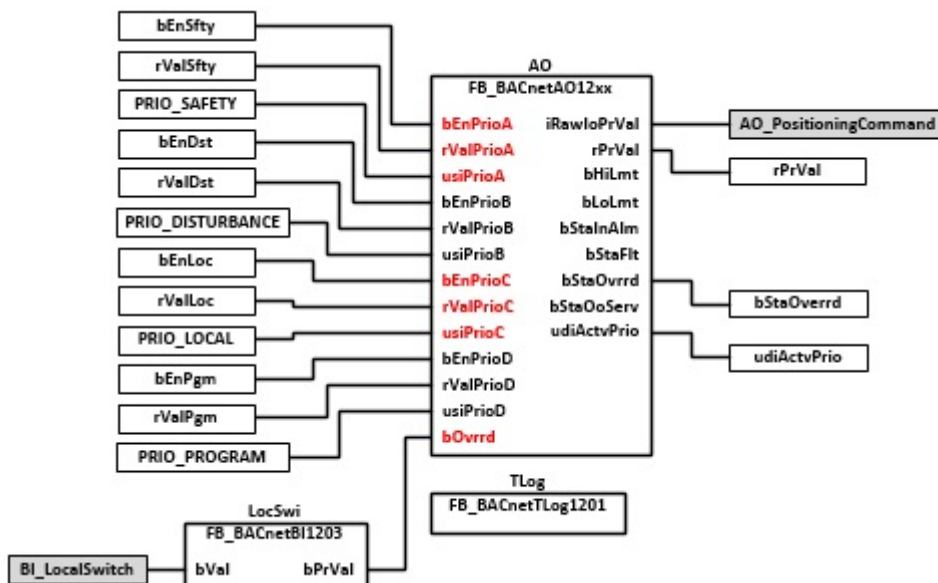 bEnSfty
rValSfty
PRIO_SAFETY
bEnDst
rValDst
PRIO_DISTURBANCE
bEnLoc
rValLoc
PRIO_LOCAL
bEnPgm
rValPgm
PRIO_PROGRAM
AO
FB_BACnetAO12xx
bEnPrioA iRawIoPrVal
rValPrioA rPrVal
usiPrioA bHiLmt
bEnPrioB bLoLmt
rValPrioB bStaInAlm
usiPrioB bStaFlt
bEnPrioC bStaOvrrd
rValPrioC bStaOoServ
usiPrioC udiActvPrio
bEnPrioD
rValPrioD
usiPrioD
bOvrrd
AO_PositioningCommand
rPrVal
bStaOverrd
udiActvPrio
TLog
FB_BACnetTLog1201
LocSwi
FB_BACnetBI1203
BI_LocalSwitch
bVal bPrVal